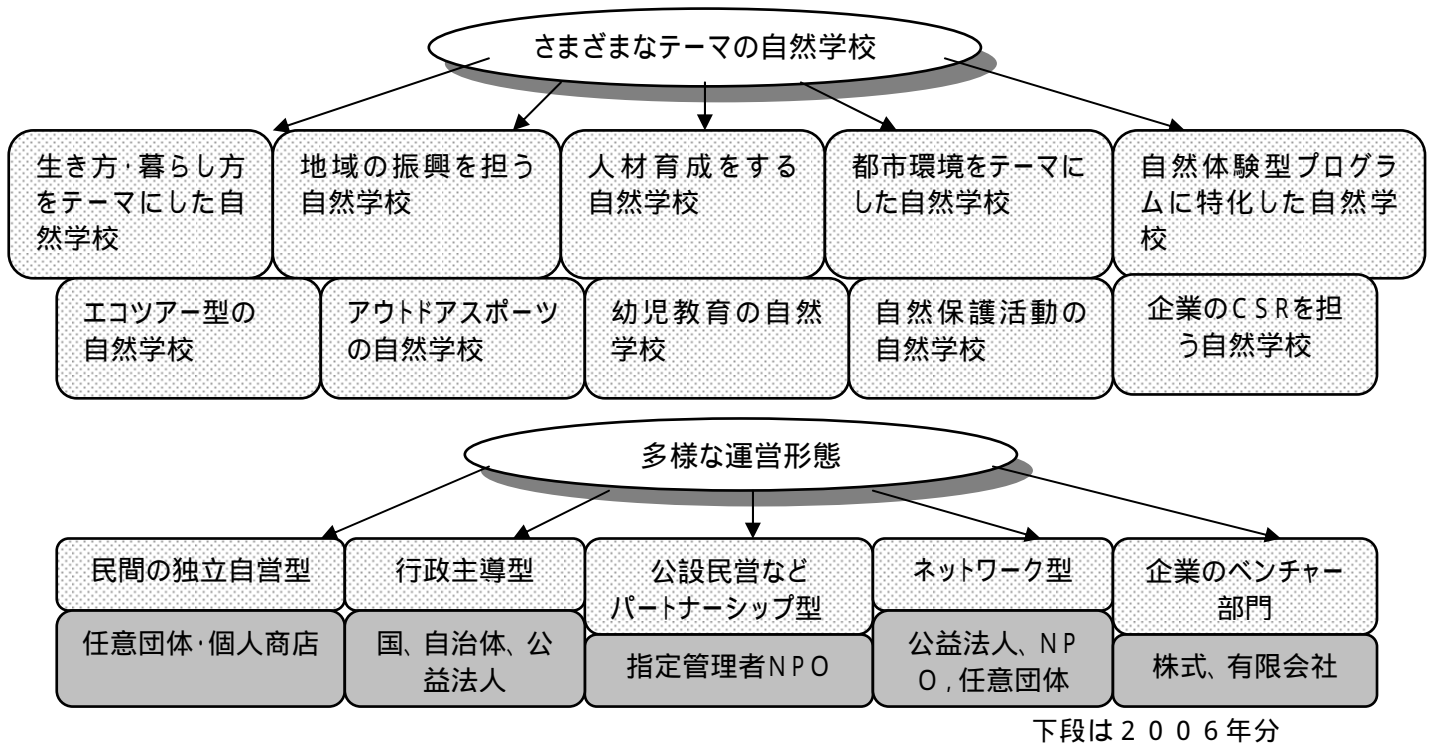 さまざまなテーマの自然学校
生き方・暮らし方
をテーマにした自
然学校
地域の振興を担う
自然学校
人材育成をする
自然学校
都市環境をテーマに
した自然学校
自然体験型プログラ
ムに特化した自然学
校
エコツアー型の
自然学校
アウトドアスポーツ
の自然学校
幼児教育の自然
学校
自然保護活動の
自然学校
企業のCSRを担
う自然学校
多様な運営形態
民間の独立自営型
行政主導型
公設民営など
パートナーシップ型
ネットワーク型
企業のベンチャー
部門
任意団体・個人商店
国、自治体、公
益法人
指定管理者NPO
公益法人、NP
O,任意団体
株式、有限会社
下段は2006年分